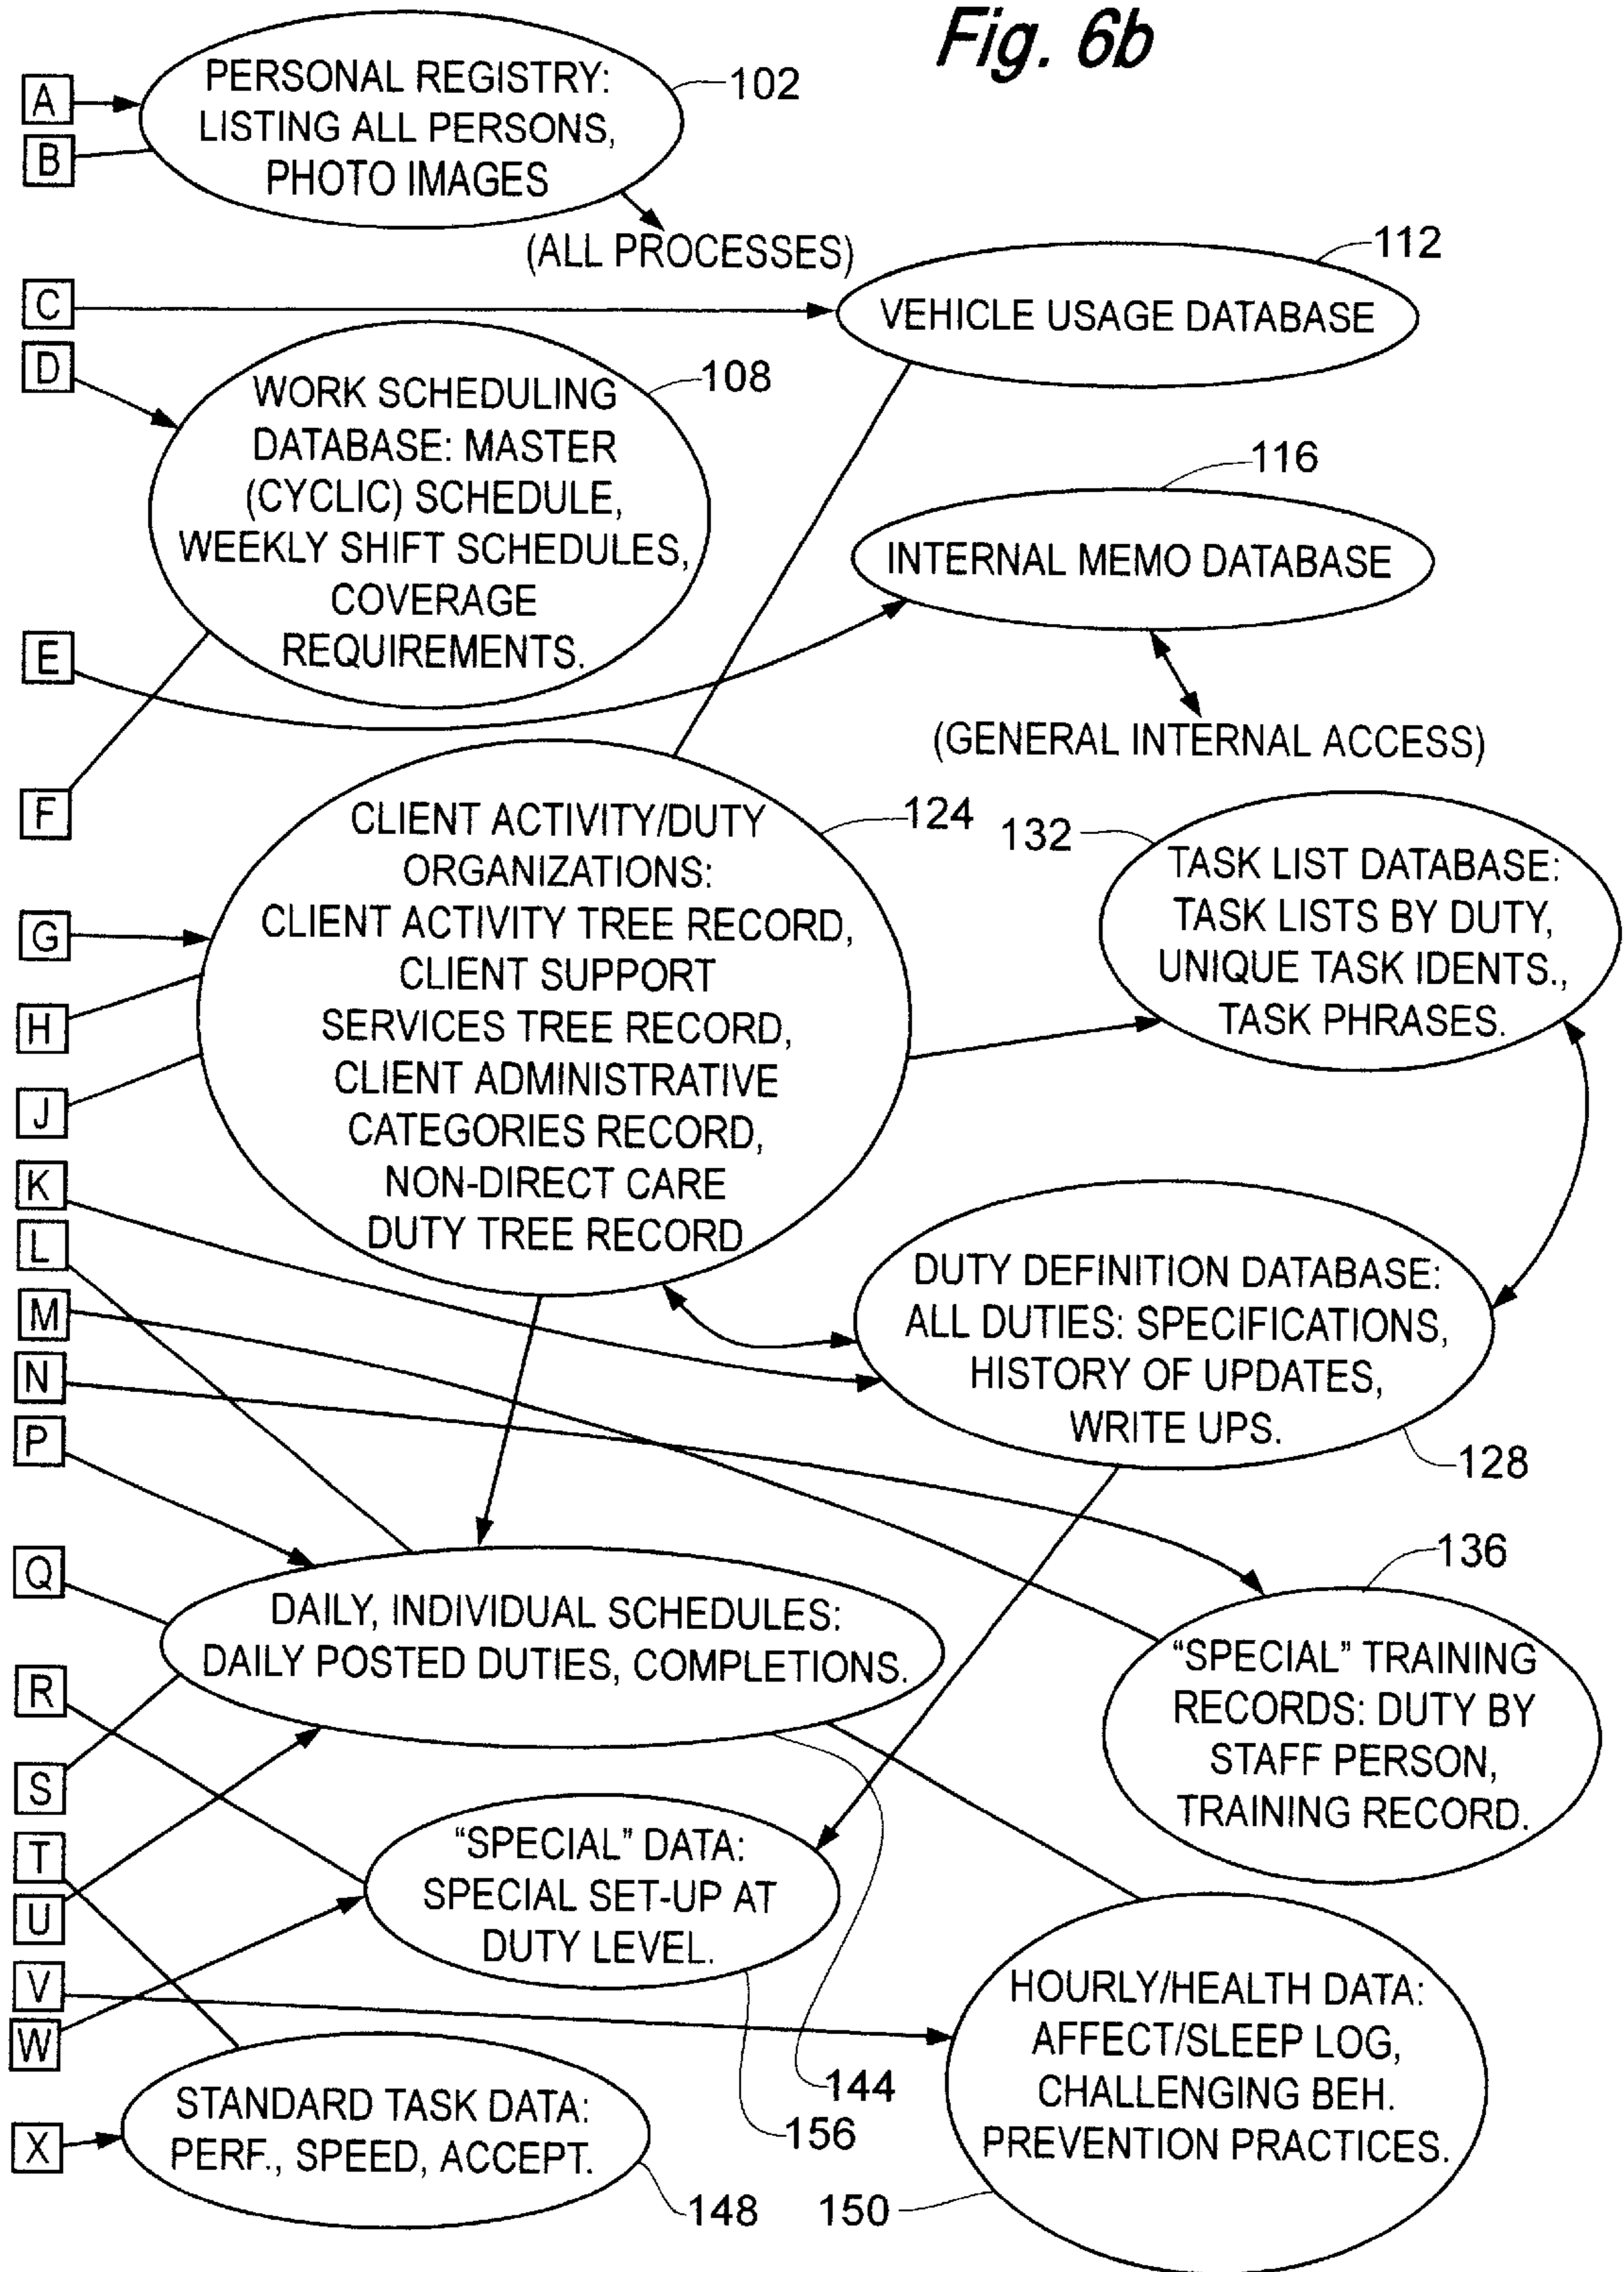 Fig. 6b
A
B
PERSONAL REGISTRY:
LISTING ALL PERSONS,
PHOTO IMAGES
102
(ALL PROCESSES)
C
112
VEHICLE USAGE DATABASE
D
108
WORK SCHEDULING
DATABASE: MASTER
(CYCLIC) SCHEDULE,
WEEKLY SHIFT SCHEDULES,
COVERAGE
REQUIREMENTS.
116
INTERNAL MEMO DATABASE
E
(GENERAL INTERNAL ACCESS)
F
124
CLIENT ACTIVITY/DUTY
ORGANIZATIONS:
CLIENT ACTIVITY TREE RECORD,
CLIENT SUPPORT
SERVICES TREE RECORD,
CLIENT ADMINISTRATIVE
CATEGORIES RECORD,
NON-DIRECT CARE
DUTY TREE RECORD
132
TASK LIST DATABASE:
TASK LISTS BY DUTY,
UNIQUE TASK IDENTS.,
TASK PHRASES.
G
H
J
K
L
M
N
P
DUTY DEFINITION DATABASE:
ALL DUTIES: SPECIFICATIONS,
HISTORY OF UPDATES,
WRITE UPS.
128
Q
DAILY, INDIVIDUAL SCHEDULES:
DAILY POSTED DUTIES, COMPLETIONS.
136
"SPECIAL" TRAINING
RECORDS: DUTY BY
STAFF PERSON,
TRAINING RECORD.
R
S
T
U
V
W
"SPECIAL" DATA:
SPECIAL SET-UP AT
DUTY LEVEL.
HOURLY/HEALTH DATA:
AFFECT/SLEEP LOG,
CHALLENGING BEH.
PREVENTION PRACTICES.
144
156
X
STANDARD TASK DATA:
PERF., SPEED, ACCEPT.
148
150